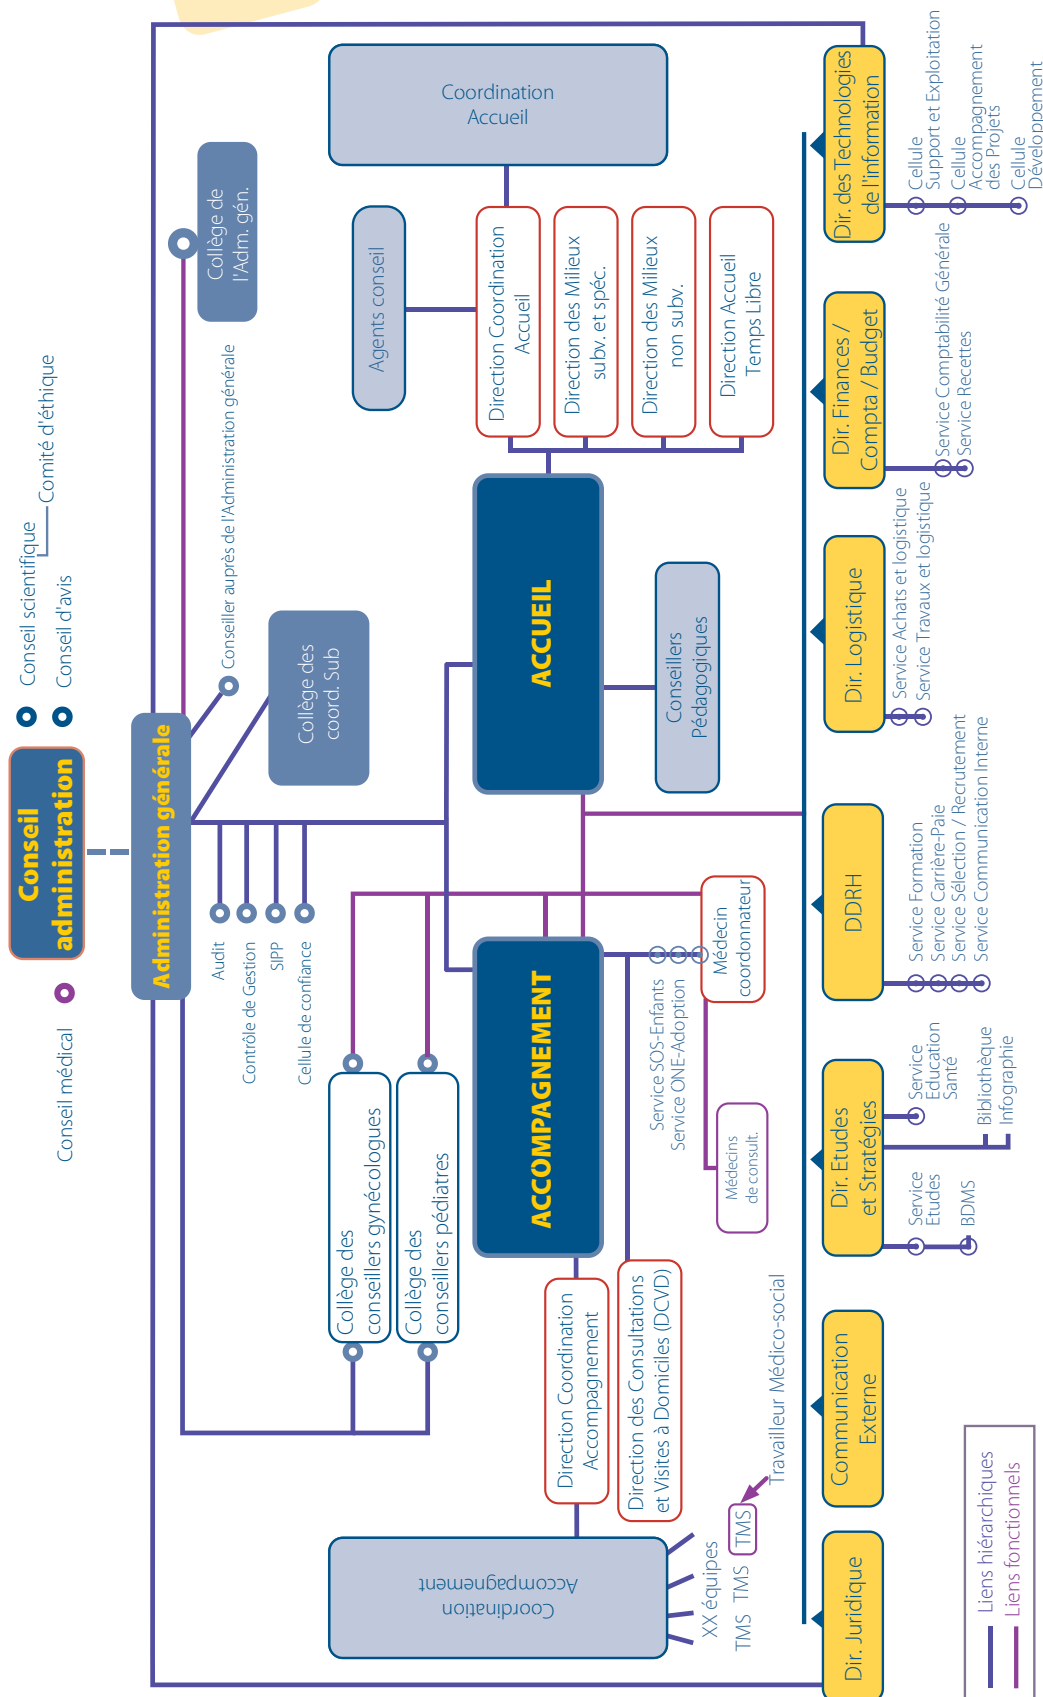 Conseil
administration
Conseil scientifique
Comité d'éthique
Conseil d'avis
Conseil médical
Administration générale
Collège de
l'Adm. gén.
Conseiller auprès de l'Administration générale
Collège des
coord. Sub
Audit
Contrôle de Gestion
SIPP
Cellule de confiance
Collège des
conseillers gynécologues
Collège des
conseillers pédiatres
ACCOMPAGNEMENT
ACCUEIL
Agents conseil
Coordination
Accueil
Direction Coordination
Accueil
Direction des Milieux
subv. et spéc.
Direction des Milieux
non subv.
Direction Accueil
Temps Libre
Conseillers
Pédagogiques
Direction Coordination
Accompagnement
Direction des Consultations
et Visites à Domiciles (DCVD)
Coordination
Accompagnement
XX équipes
TMS
TMS
TMS
Travailleur Médico-social
Service SOS-Enfants
Service ONE-Adoption
Médecin
coordonnateur
Médecins
de consult.
Dir. Juridique
Communication
Externe
Dir. Etudes
et Stratégies
Service
Etudes
BDMS
Service
Education
Santé
Bibliothèque
Infographie
DDRH
Service Formation
Service Carrière-Paie
Service Sélection / Recrutement
Service Communication Interne
Dir. Logistique
Service Achats et logistique
Service Travaux et logistique
Dir. Finances /
Compta / Budget
Service Comptabilité Générale
Service Recettes
Dir. des Technologies
de l'information
Cellule
Support et Exploitation
Cellule
Accompagnement
des Projets
Cellule
Développement
Liens hiérarchiques
Liens fonctionnels